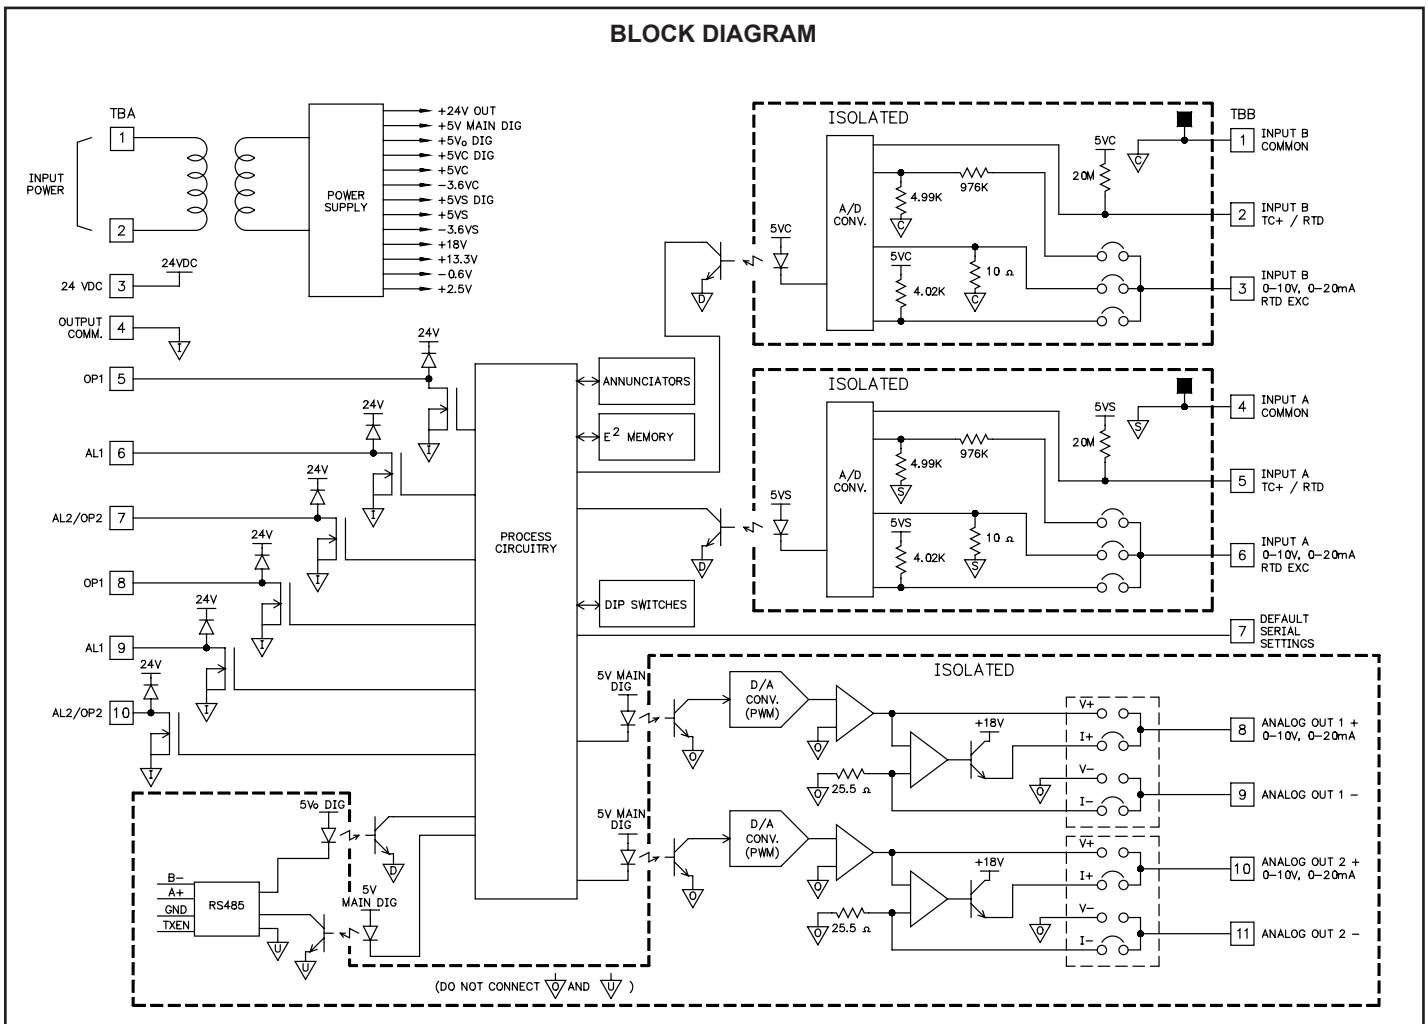 BLOCK DIAGRAM
TBA
1
INPUT
POWER
2
3
24 VDC
24VDC
4
OUTPUT
COMM.
I
POWER
SUPPLY
+24V OUT
+5V MAIN DIG
+5Vo DIG
+5VC DIG
+5VC
-3.6VC
+5VS DIG
+5VS
-3.6VS
+18V
+13.3V
-0.6V
+2.5V
OP1 5
24V
I
AL1 6
24V
I
AL2/OP2 7
24V
I
OP1 8
24V
I
AL1 9
24V
I
AL2/OP2 10
24V
I
PROCESS
CIRCUITRY
ANNUNCIATORS
E2 MEMORY
DIP SWITCHES
D
5VC
ISOLATED
A/D
CONV.
4.99K
C
976K
5VC
20M
5VC
4.02K
10 Ω
C
C
TBB
1 INPUT B
COMMON
2 INPUT B
TC+ / RTD
3 INPUT B
0-10V, 0-20mA
RTD EXC
D
5VS
ISOLATED
A/D
CONV.
4.99K
S
976K
5VS
20M
5VS
4.02K
10 Ω
S
S
4 INPUT A
COMMON
5 INPUT A
TC+ / RTD
6 INPUT A
0-10V, 0-20mA
RTD EXC
7 DEFAULT
SERIAL
SETTINGS
ISOLATED
5V MAIN
DIG
O
D/A
CONV.
(PWM)
O
O
25.5 Ω
+18V
V+
I+
V-
O
I-
8 ANALOG OUT 1 +
0-10V, 0-20mA
9 ANALOG OUT 1 -
5V MAIN
DIG
O
D/A
CONV.
(PWM)
O
O
25.5 Ω
+18V
V+
I+
V-
O
I-
10 ANALOG OUT 2 +
0-10V, 0-20mA
11 ANALOG OUT 2 -
5Vo DIG
D
5V
MAIN DIG
B-
A+
GND
TXEN
RS485
U
U
(DO NOT CONNECT O AND U )